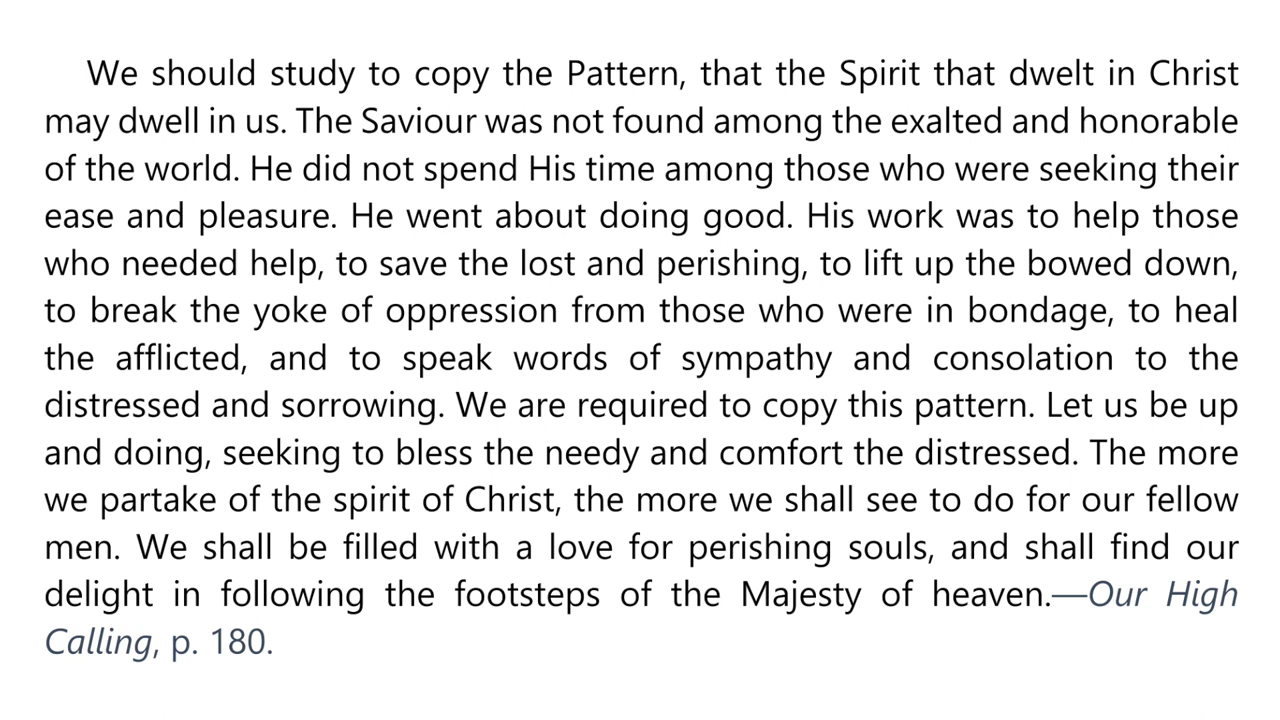 We should study to copy the Pattern, that the Spirit that dwelt in Christ
may dwell in us. The Saviour was not found among the exalted and honorable
of the world. He did not spend His time among those who were seeking their
ease and pleasure. He went about doing good. His work was to help those
who needed help, to save the lost and perishing, to lift up the bowed down,
to break the yoke of oppression from those who were in bondage, to heal
the afflicted, and to speak words of sympathy and consolation to the
distressed and sorrowing. We are required to copy this pattern. Let us be up
and doing, seeking to bless the needy and comfort the distressed. The more
we partake of the spirit of Christ, the more we shall see to do for our fellow
men. We shall be filled with a love for perishing souls, and shall find our
delight in following the footsteps of the Majesty of heaven.—Our High
Calling, p. 180.